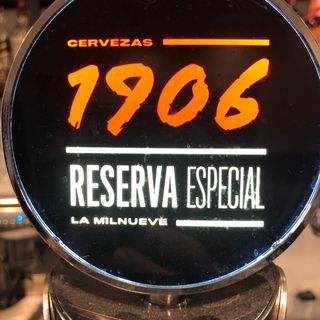 CERVEZAS
1906
RESERVA ESPECIAL
LA MILNUEVE